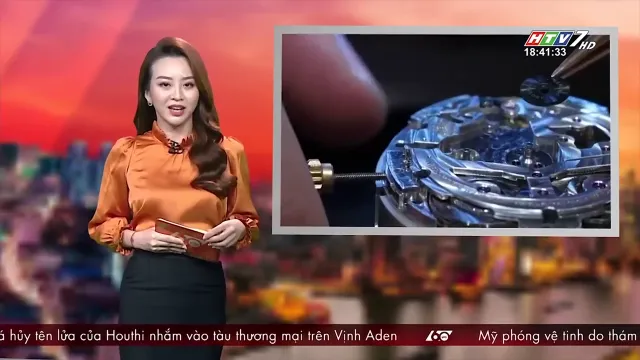 HTV7 HD
18:41:33
á hủy tên lửa của Houthi nhắm vào tàu thương mại trên Vịnh Aden 60 Mỹ phóng vệ tinh do thám